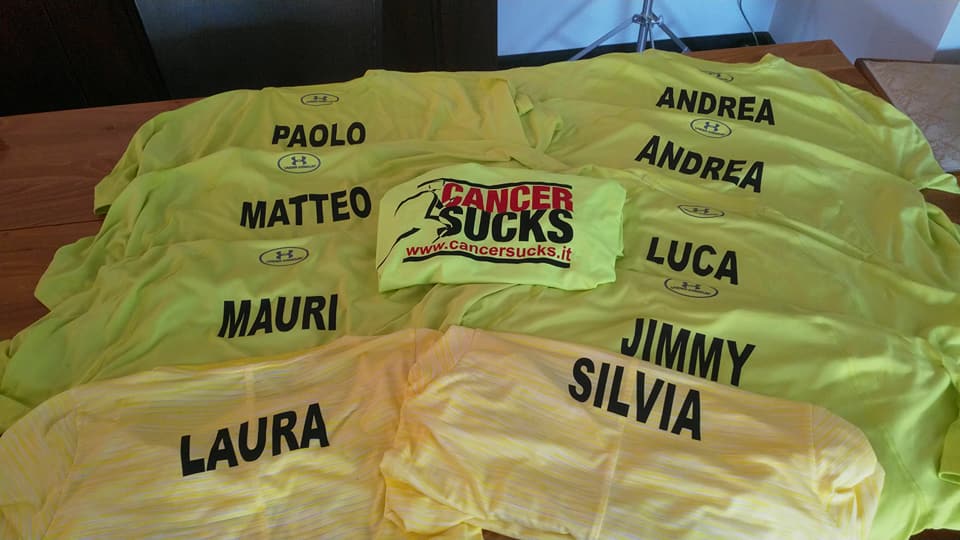 PAOLO
ANDREA
ANDREA
MATTEO
CANCER
SUCKS
www.cancersucks.it
LUCA
MAURI
JIMMY
SILVIA
LAURA